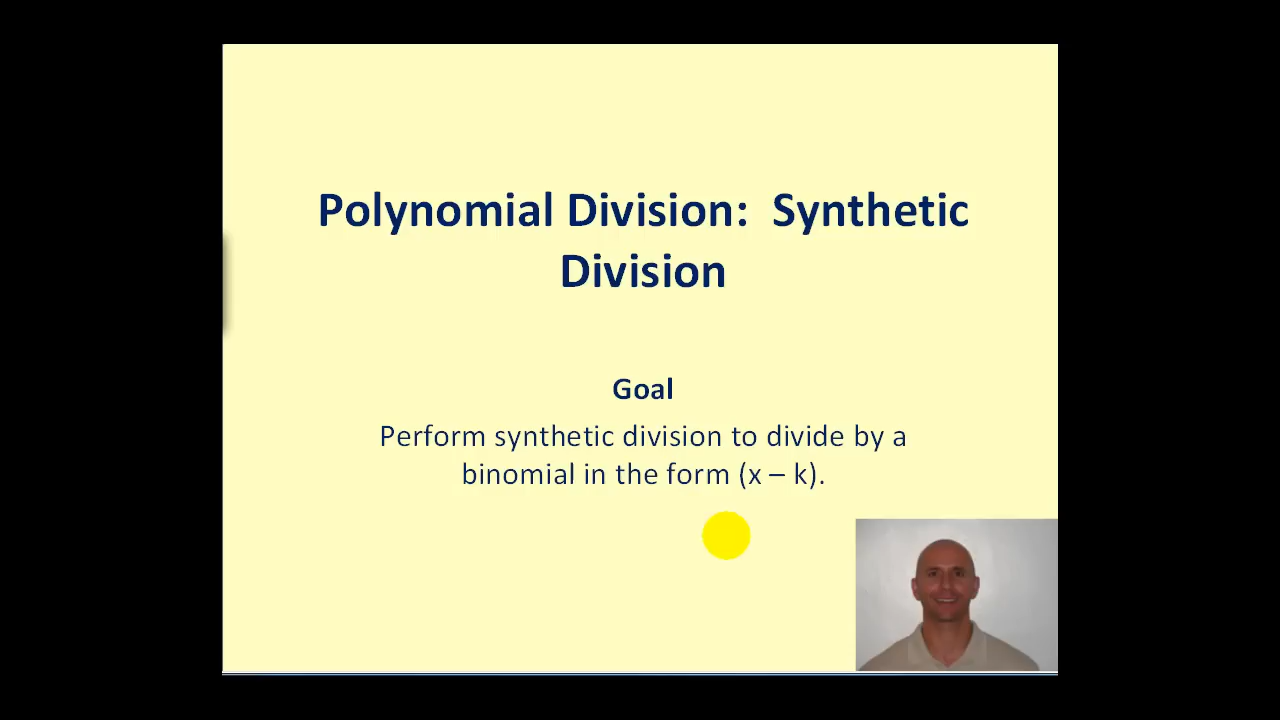 Polynomial Division:  Synthetic
Division
Goal
Perform synthetic division to divide by a
binomial in the form (x – k).